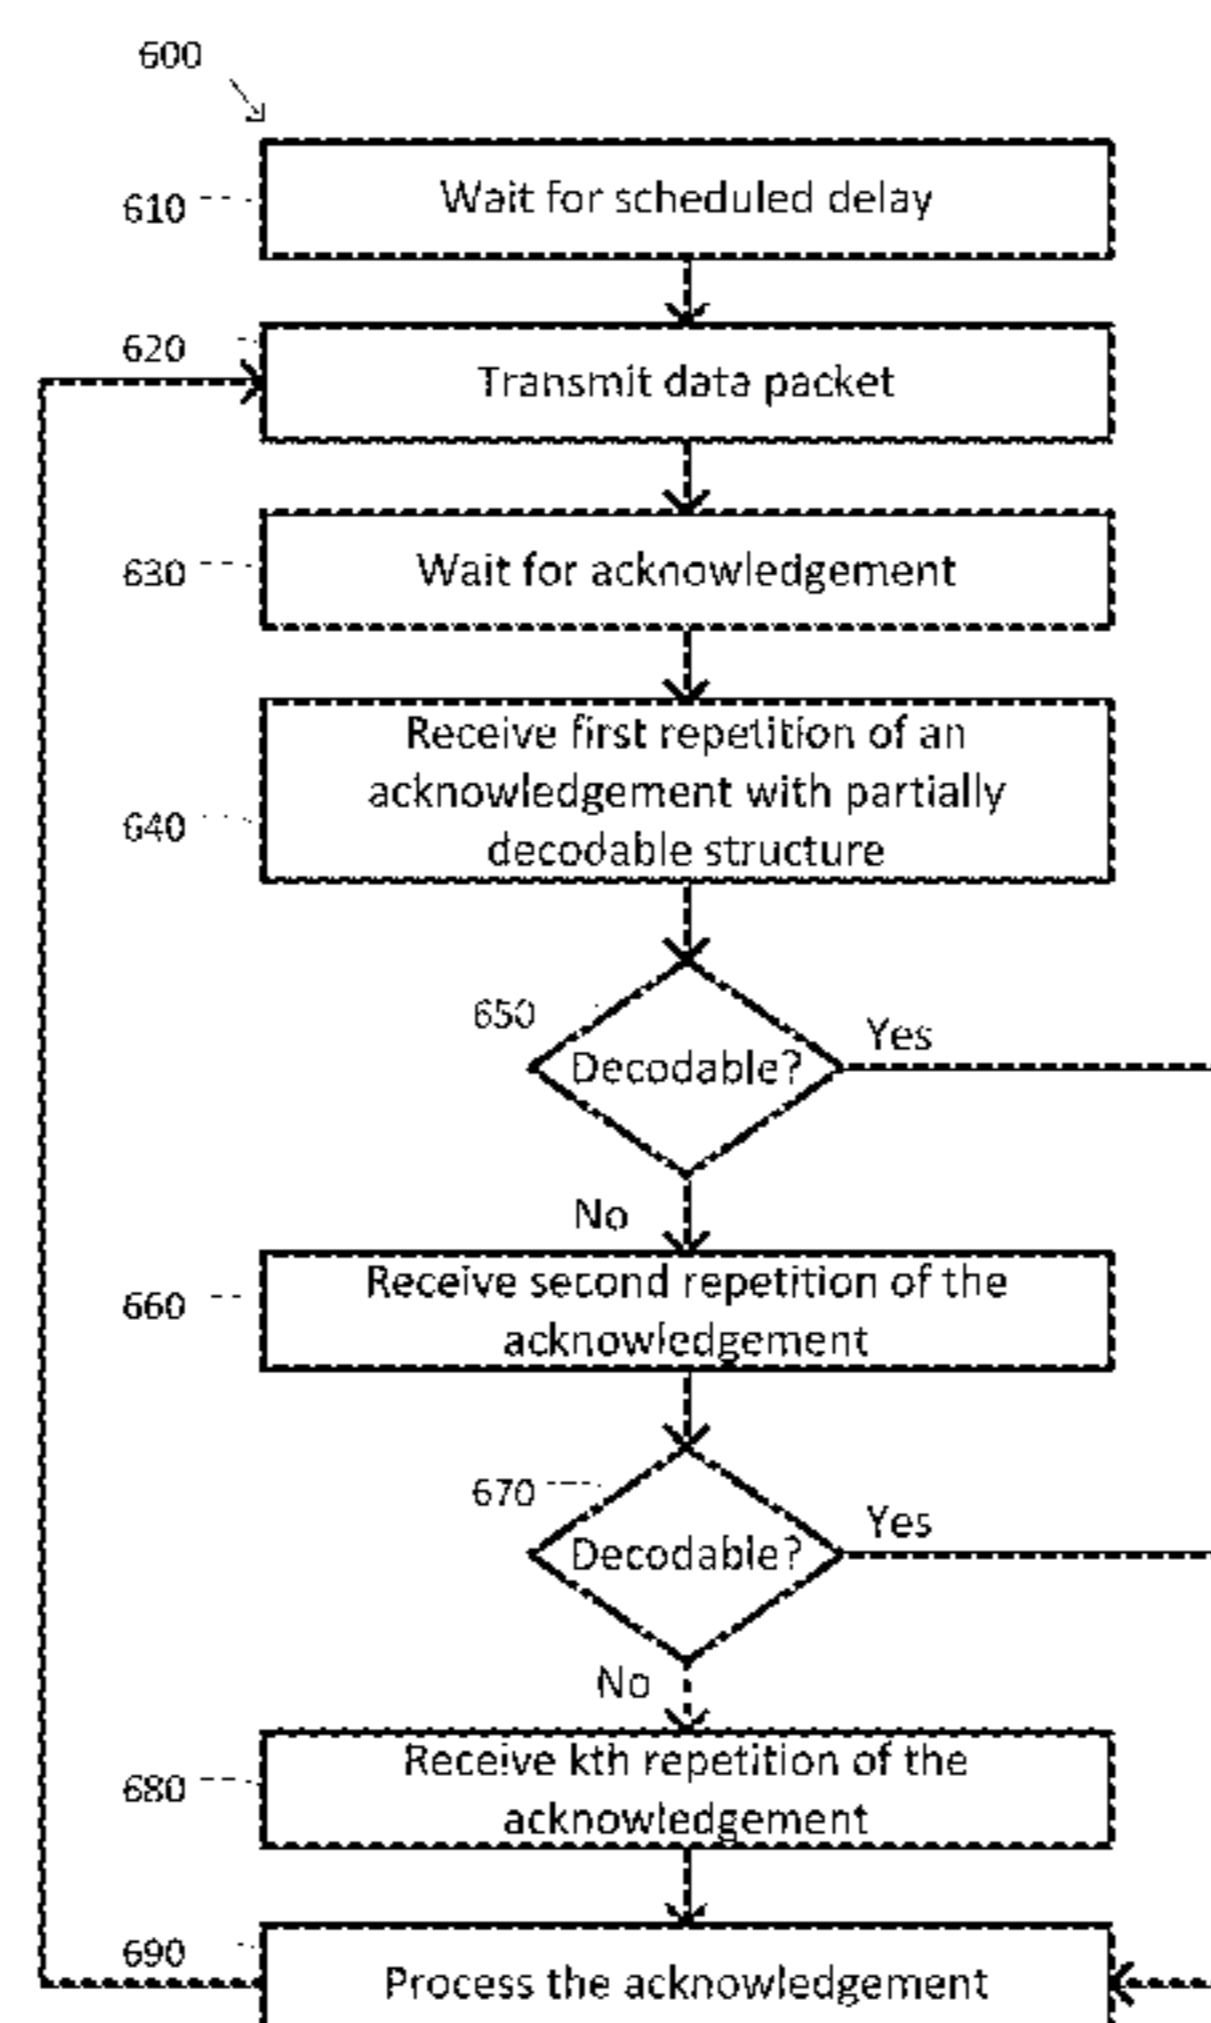 600
610
Wait for scheduled delay
620
Transmit data packet
630
Wait for acknowledgement
640
Receive first repetition of an
acknowledgement with partially
decodable structure
650
Decodable?
Yes
No
660
Receive second repetition of the
acknowledgement
670
Decodable?
Yes
No
680
Receive kth repetition of the
acknowledgement
690
Process the acknowledgement